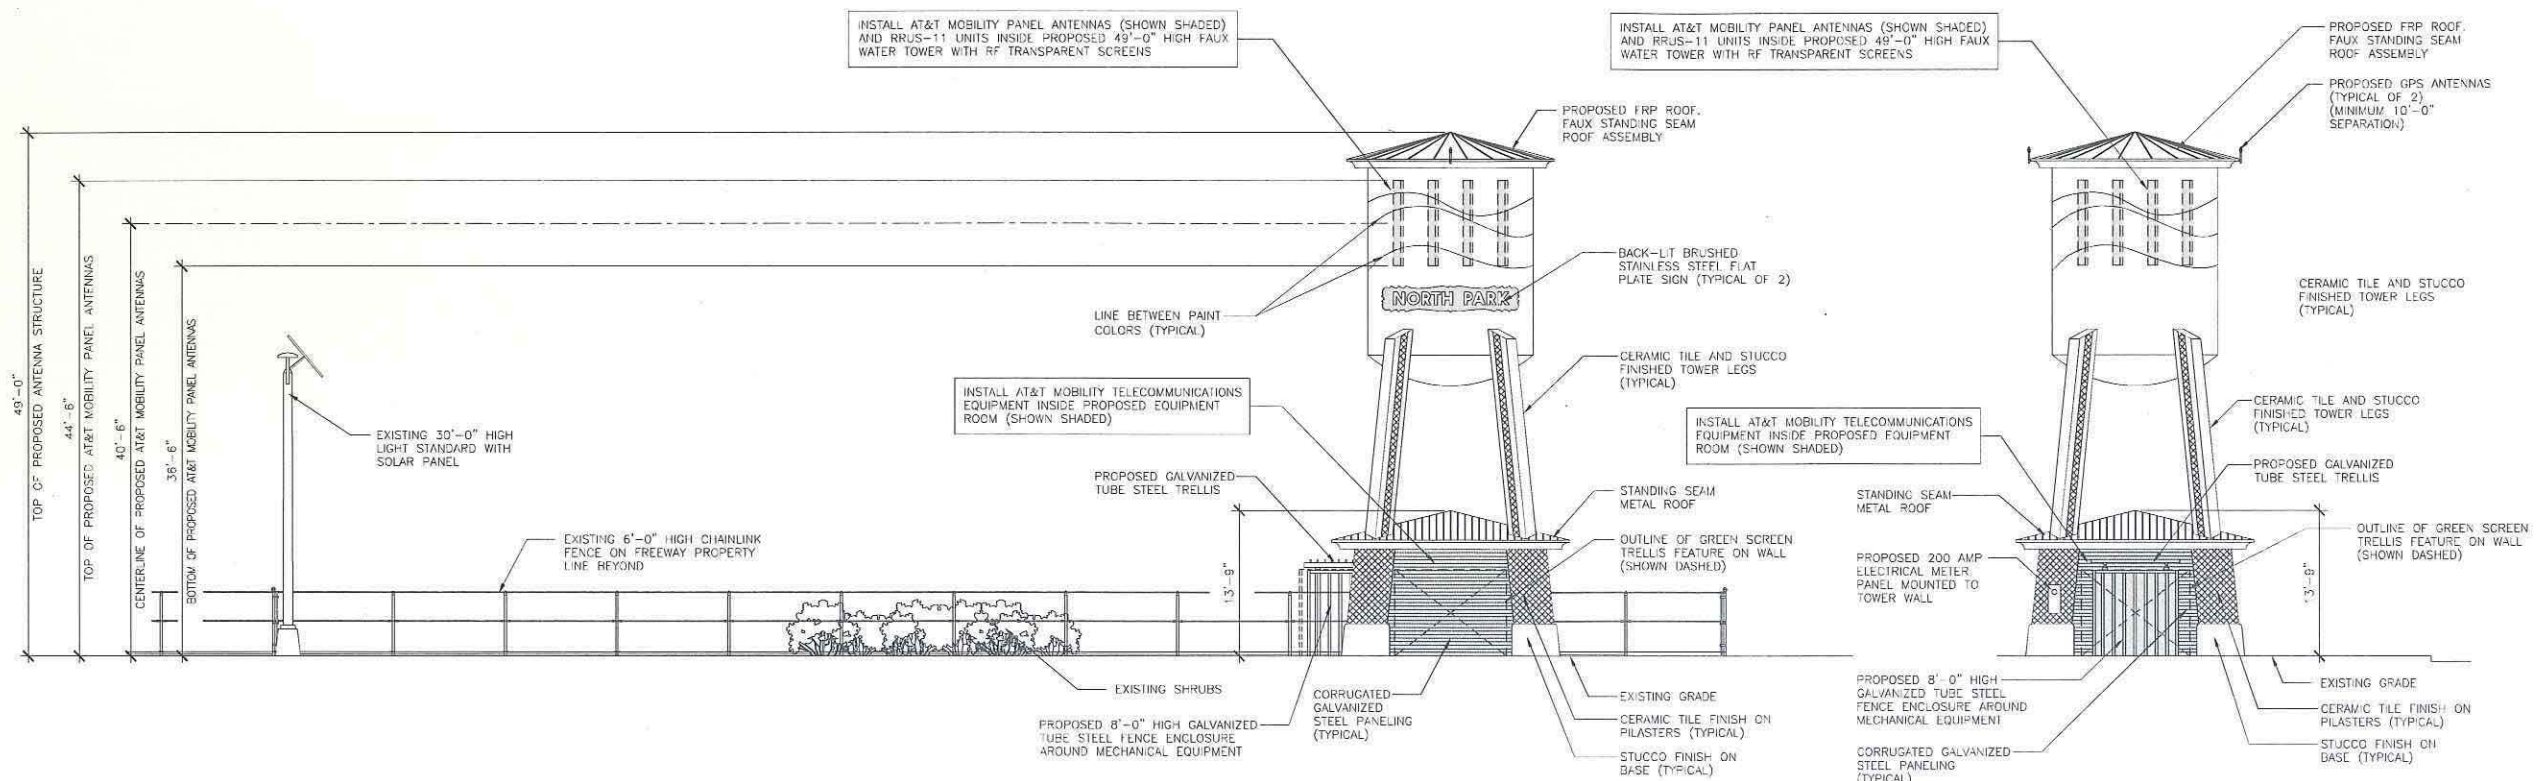 INSTALL AT&T MOBILITY PANEL ANTENNAS (SHOWN SHADED)
AND RRUS-11 UNITS INSIDE PROPOSED 49'-0" HIGH FAUX
WATER TOWER WITH RF TRANSPARENT SCREENS
PROPOSED FRP ROOF.
FAUX STANDING SEAM
ROOF ASSEMBLY
49'-0"
TOP OF PROPOSED ANTENNA STRUCTURE
44'-6"
TOP OF PROPOSED AT&T MOBILITY PANEL ANTENNAS
40'-6"
CENTERLINE OF PROPOSED AT&T MOBILITY PANEL ANTENNAS
36'-6"
BOTTOM OF PROPOSED AT&T MOBILITY PANEL ANTENNAS
BACK-LIT BRUSHED
STAINLESS STEEL FLAT
PLATE SIGN (TYPICAL OF 2)
NORTH PARK
LINE BETWEEN PAINT
COLORS (TYPICAL)
CERAMIC TILE AND STUCCO
FINISHED TOWER LEGS
(TYPICAL)
INSTALL AT&T MOBILITY TELECOMMUNICATIONS
EQUIPMENT INSIDE PROPOSED EQUIPMENT
ROOM (SHOWN SHADED)
EXISTING 30'-0" HIGH
LIGHT STANDARD WITH
SOLAR PANEL
PROPOSED GALVANIZED
TUBE STEEL TRELLIS
STANDING SEAM
METAL ROOF
EXISTING 6'-0" HIGH CHAINLINK
FENCE ON FREEWAY PROPERTY
LINE BEYOND
OUTLINE OF GREEN SCREEN
TRELLIS FEATURE ON WALL
(SHOWN DASHED)
13'-9"
EXISTING SHRUBS
PROPOSED 8'-0" HIGH GALVANIZED
TUBE STEEL FENCE ENCLOSURE
AROUND MECHANICAL EQUIPMENT
CORRUGATED
GALVANIZED
STEEL PANELING
(TYPICAL)
EXISTING GRADE
CERAMIC TILE FINISH ON
PILASTERS (TYPICAL)
STUCCO FINISH ON
BASE (TYPICAL)
INSTALL AT&T MOBILITY PANEL ANTENNAS (SHOWN SHADED)
AND RRUS-11 UNITS INSIDE PROPOSED 49'-0" HIGH FAUX
WATER TOWER WITH RF TRANSPARENT SCREENS
PROPOSED FRP ROOF.
FAUX STANDING SEAM
ROOF ASSEMBLY
PROPOSED GPS ANTENNAS
(TYPICAL OF 2)
(MINIMUM 10'-0"
SEPARATION)
CERAMIC TILE AND STUCCO
FINISHED TOWER LEGS
(TYPICAL)
CERAMIC TILE AND STUCCO
FINISHED TOWER LEGS
(TYPICAL)
INSTALL AT&T MOBILITY TELECOMMUNICATIONS
EQUIPMENT INSIDE PROPOSED EQUIPMENT
ROOM (SHOWN SHADED)
PROPOSED GALVANIZED
TUBE STEEL TRELLIS
STANDING SEAM
METAL ROOF
OUTLINE OF GREEN SCREEN
TRELLIS FEATURE ON WALL
(SHOWN DASHED)
PROPOSED 200 AMP
ELECTRICAL METER
PANEL MOUNTED TO
TOWER WALL
13'-9"
PROPOSED 8'-0" HIGH
GALVANIZED TUBE STEEL
FENCE ENCLOSURE AROUND
MECHANICAL EQUIPMENT
CORRUGATED GALVANIZED
STEEL PANELING
(TYPICAL)
EXISTING GRADE
CERAMIC TILE FINISH ON
PILASTERS (TYPICAL)
STUCCO FINISH ON
BASE (TYPICAL)